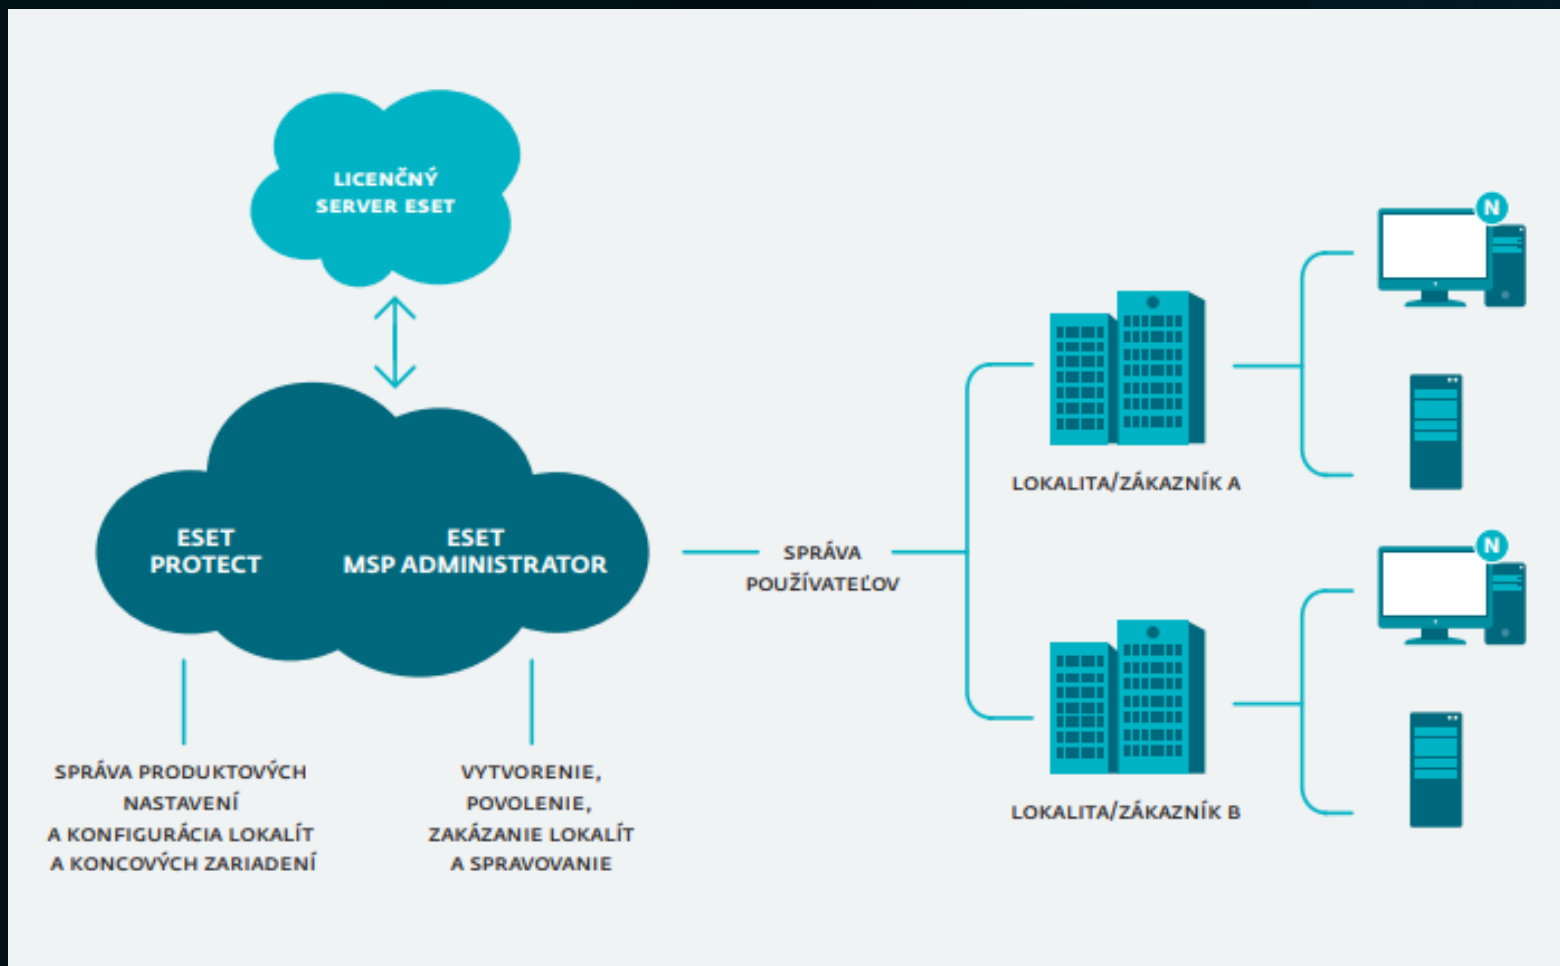 LICENČNÝ
SERVER ESET
ESET
PROTECT
ESET
MSP ADMINISTRATOR
SPRÁVA PRODUKTOVÝCH
NASTAVENÍ
A KONFIGURÁCIA LOKALÍT
A KONCOVÝCH ZARIADENÍ
VYTVORENIE,
POVOLENIE,
ZAKÁZANIE LOKALÍT
A SPRAVOVANIE
SPRÁVA
POUŽÍVATEĽOV
LOKALITA/ZÁKAZNÍK A
N
LOKALITA/ZÁKAZNÍK B
N